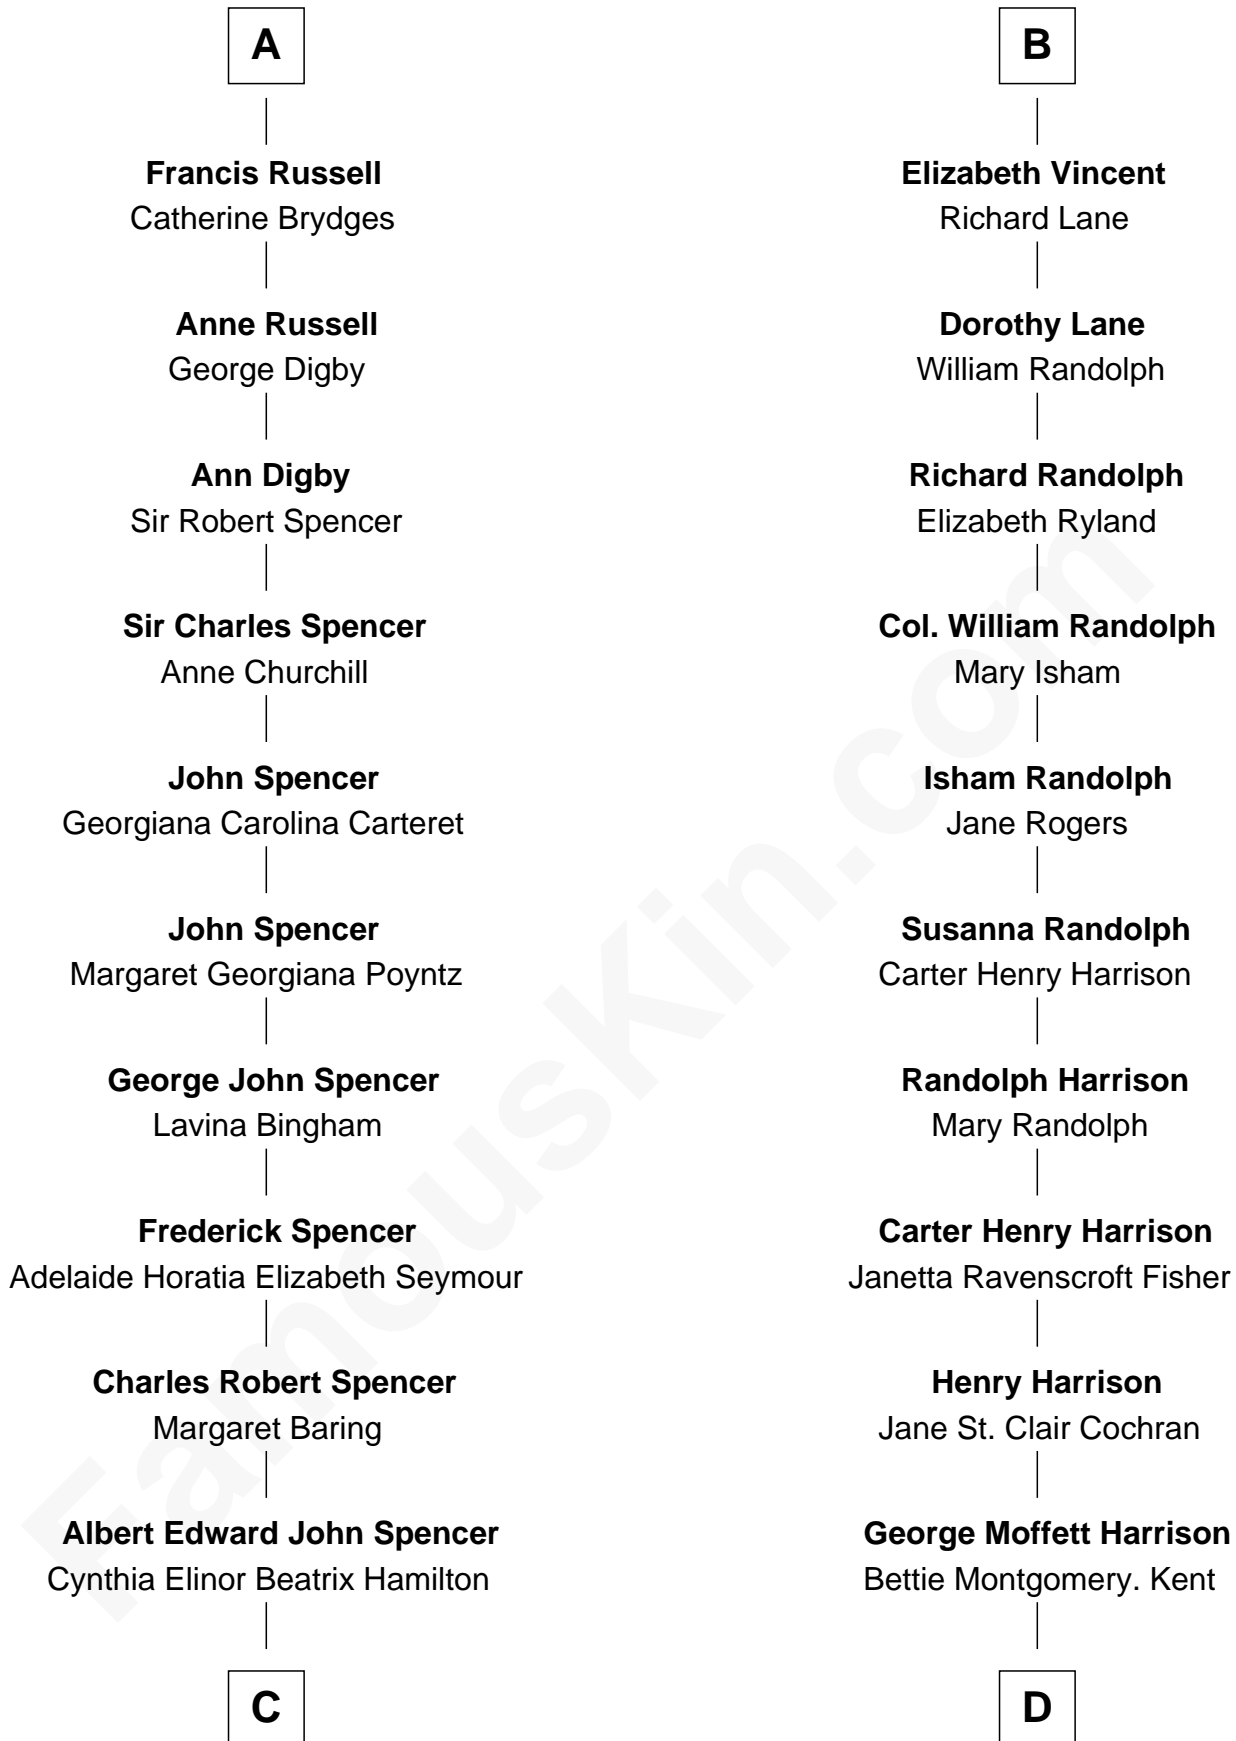 A
Francis Russell
Catherine Brydges
Anne Russell
George Digby
Ann Digby
Sir Robert Spencer
Sir Charles Spencer
Anne Churchill
John Spencer
Georgiana Carolina Carteret
John Spencer
Margaret Georgiana Poyntz
George John Spencer
Lavina Bingham
Frederick Spencer
Adelaide Horatia Elizabeth Seymour
Charles Robert Spencer
Margaret Baring
Albert Edward John Spencer
Cynthia Elinor Beatrix Hamilton
C
B
Elizabeth Vincent
Richard Lane
Dorothy Lane
William Randolph
Richard Randolph
Elizabeth Ryland
Col. William Randolph
Mary Isham
Isham Randolph
Jane Rogers
Susanna Randolph
Carter Henry Harrison
Randolph Harrison
Mary Randolph
Carter Henry Harrison
Janetta Ravenscroft Fisher
Henry Harrison
Jane St. Clair Cochran
George Moffett Harrison
Bettie Montgomery. Kent
D
FamousKin.com